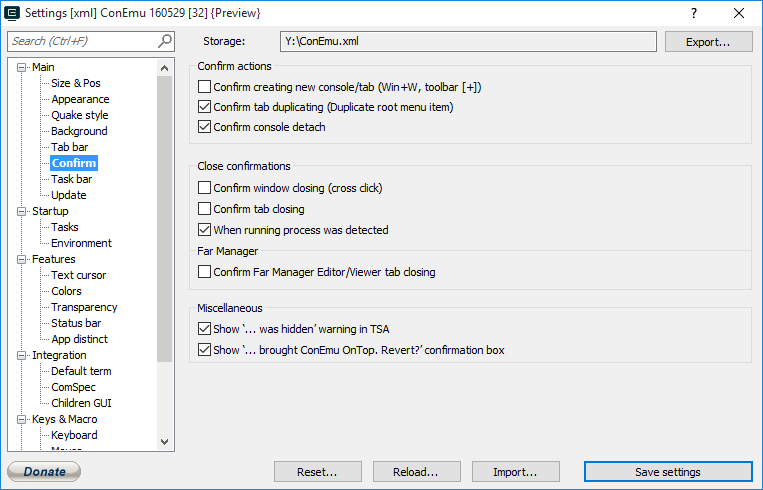 Settings [xml] ConEmu 160529 [32] {Preview}
Search (Ctrl+F)
Storage:
Y:\ConEmu.xml
Export...
Main
Size & Pos
Appearance
Quake style
Background
Tab bar
Confirm
Task bar
Update
Startup
Tasks
Environment
Features
Text cursor
Colors
Transparency
Status bar
App distinct
Integration
Default term
ComSpec
Children GUI
Keys & Macro
Keyboard
Confirm actions
Confirm creating new console/tab (Win+W, toolbar [+])
Confirm tab duplicating (Duplicate root menu item)
Confirm console detach
Close confirmations
Confirm window closing (cross click)
Confirm tab closing
When running process was detected
Far Manager
Confirm Far Manager Editor/Viewer tab closing
Miscellaneous
Show ‘... was hidden’ warning in TSA
Show ‘... brought ConEmu OnTop. Revert?’ confirmation box
Donate
Reset...
Reload...
Import...
Save settings